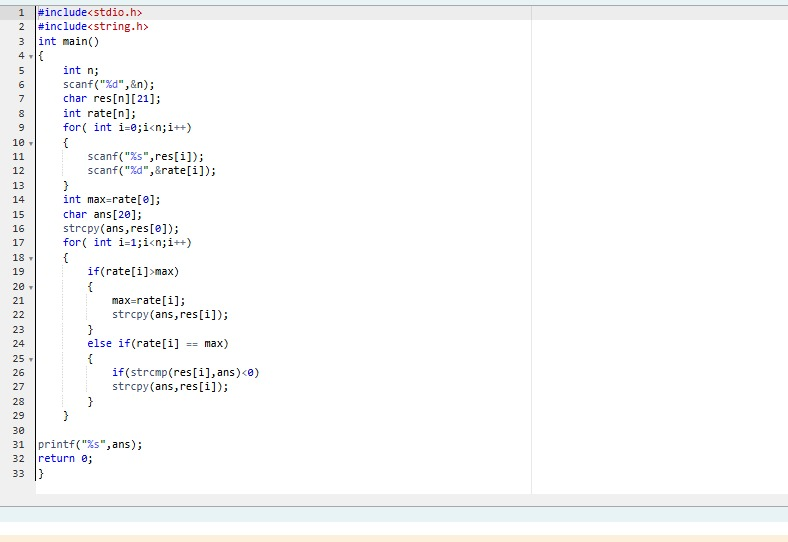 1 #include<stdio.h>
2 #include<string.h>
3 int main()
4 {
5 int n;
6 scanf("%d",&n);
7 char res[n][21];
8 int rate[n];
9 for( int i=0;i<n;i++)
10 {
11 scanf("%s",res[i]);
12 scanf("%d",&rate[i]);
13 }
14 int max=rate[0];
15 char ans[20];
16 strcpy(ans,res[0]);
17 for( int i=1;i<n;i++)
18 {
19 if(rate[i]>max)
20 {
21 max=rate[i];
22 strcpy(ans,res[i]);
23 }
24 else if(rate[i] == max)
25 {
26 if(strcmp(res[i],ans)<0)
27 strcpy(ans,res[i]);
28 }
29 }
30
31 printf("%s",ans);
32 return 0;
33 }